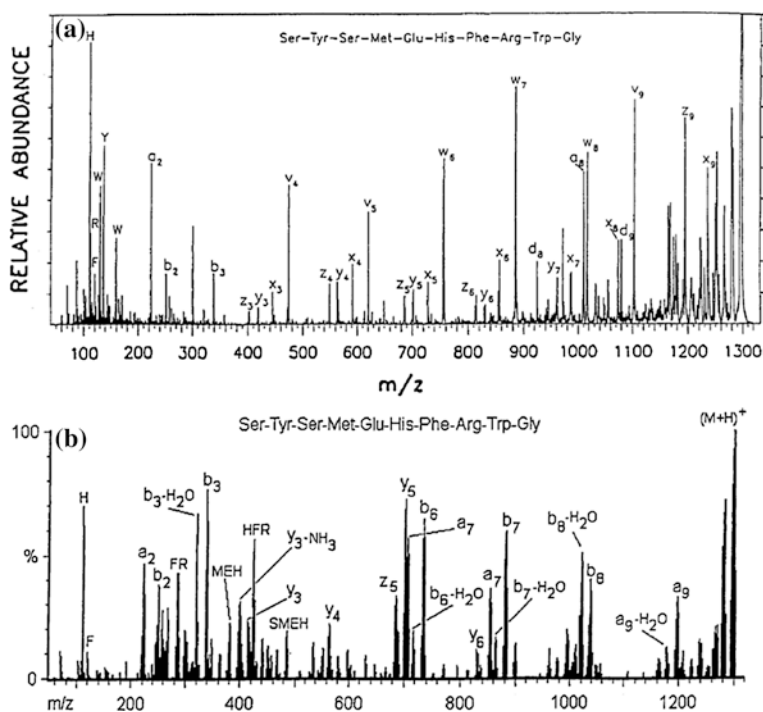 (a)
Ser-Tyr-Ser-Met-Glu-His-Phe-Arg-Trp-Gly
RELATIVE ABUNDANCE
H
R
F
W
Y
W
a2
b2
b3
z3
y3
x3
v4
z4
y4
x4
v5
z5
y5
x5
w6
z6
y6
x6
w7
d8
y7
x7
a8
w8
x8
d9
v9
z9
x9
100 200 300 400 500 600 700 800 900 1000 1100 1200 1300
m/z
(b)
Ser-Tyr-Ser-Met-Glu-His-Phe-Arg-Trp-Gly
(M+H)+
100
%
0
H
F
a2
b2
FR
b3-H2O
b3
MEH
HFR
y3-NH3
y3
SMEH
y4
z5
y5
a7
b6
b6-H2O
y6
a7
b7
b7-H2O
b8-H2O
b8
a9-H2O
a9
m/z 200 400 600 800 1000 1200